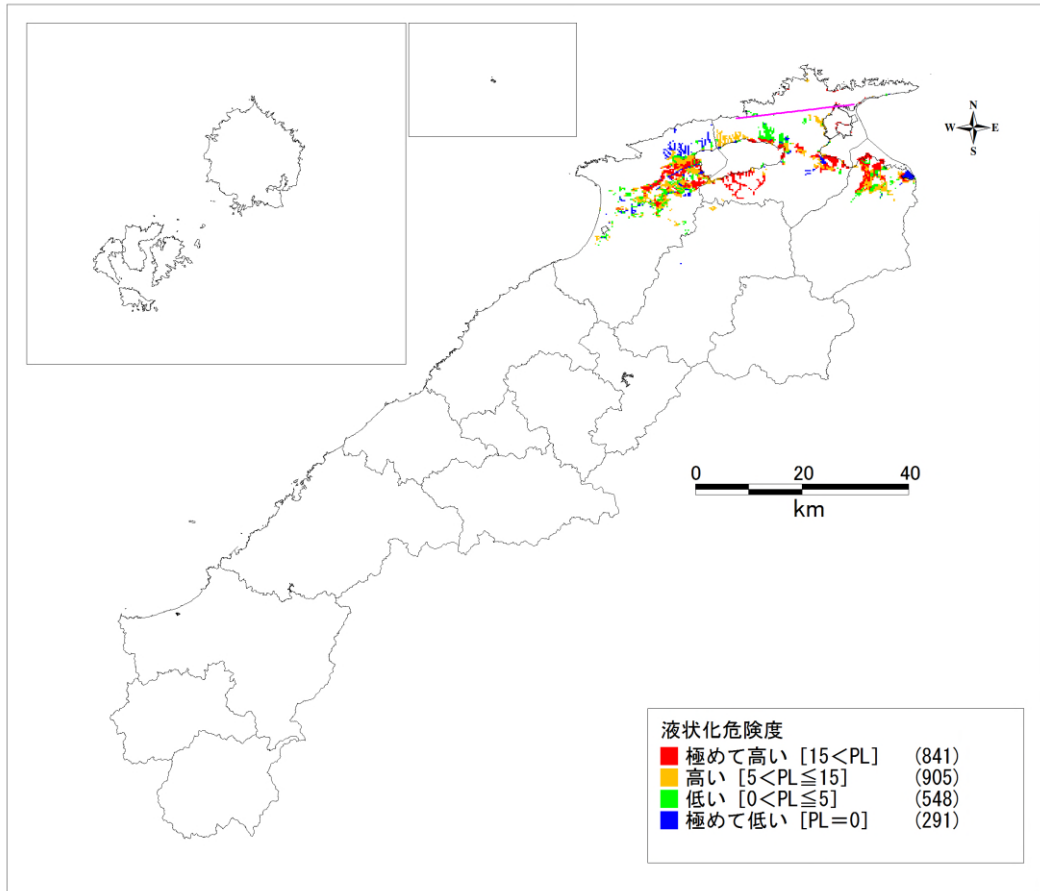 N
W E
S
0 20 40
km
液状化危険度
極めて高い [15<PL] (841)
高い [5<PL≦15] (905)
低い [0<PL≦5] (548)
極めて低い [PL=0] (291)